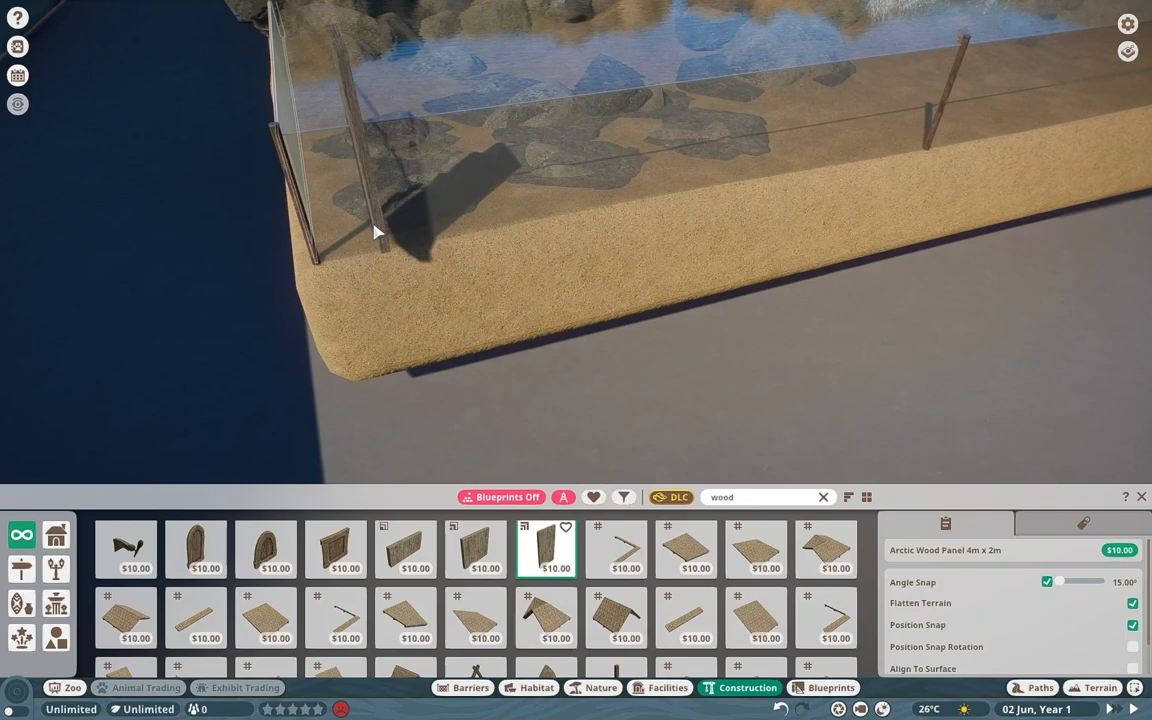 Blueprints Off
DLC
wood
$10.00 $10.00 $10.00 $10.00 $10.00 $10.00 $10.00 $10.00 $10.00 $10.00 $10.00
$10.00 $10.00 $10.00 $10.00 $10.00 $10.00 $10.00 $10.00 $10.00 $10.00 $10.00
Arctic Wood Panel 4m x 2m $10.00
Angle Snap 15.00°
Flatten Terrain
Position Snap
Position Snap Rotation
Align To Surface
Zoo Animal Trading Exhibit Trading Barriers Habitat Nature Facilities Construction Blueprints Paths Terrain
Unlimited Unlimited 0 26°C 02 Jun, Year 1